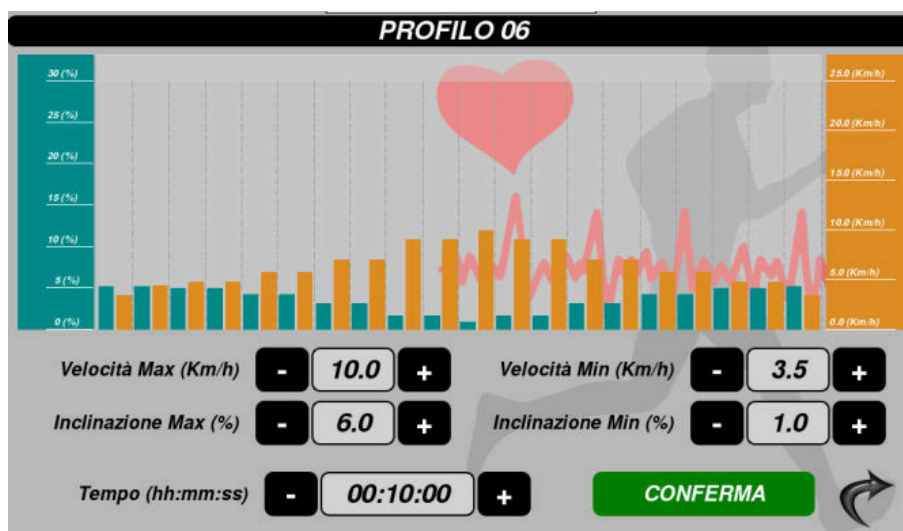 PROFILO 06
30 (%)
25.0 (Km/h)
25 (%)
20.0 (Km/h)
20 (%)
15.0 (Km/h)
15 (%)
10.0 (Km/h)
10 (%)
5 (%)
5.0 (Km/h)
0 (%)
0.0 (Km/h)
Velocità Max (Km/h) - 10.0 + Velocità Min (Km/h) - 3.5 +
Inclinazione Max (%) - 6.0 + Inclinazione Min (%) - 1.0 +
Tempo (hh:mm:ss) - 00:10:00 + CONFERMA